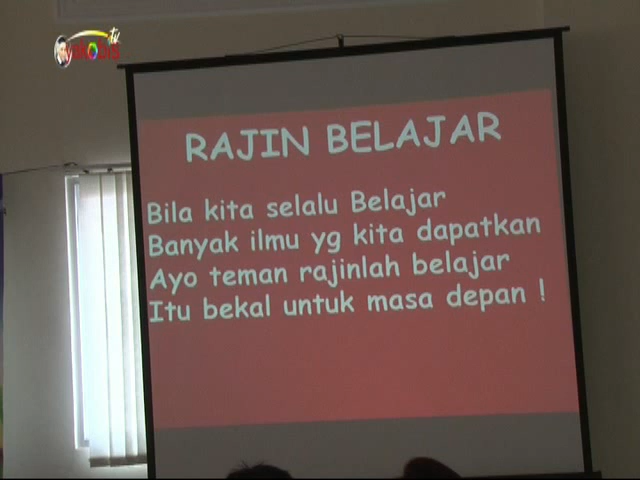 RAJIN BELAJAR
Bila kita selalu Belajar
Banyak ilmu yg kita dapatkan
Ayo teman rajinlah belajar
Itu bekal untuk masa depan !